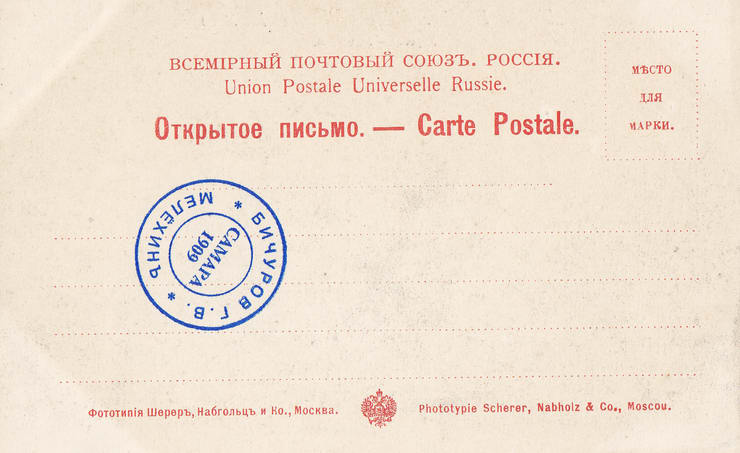 ВСЕМІРНЫЙ ПОЧТОВЫЙ СОЮЗЪ. РОССІЯ.
Union Postale Universelle Russie.
Открытое письмо. — Carte Postale.
МѢСТО
ДЛЯ
МАРКИ.
* БИЧУРОВ Г.В. * МЕЛЁХИНЪ
САМАРА
1909
Фототипія Шереръ, Набгольцъ и Ко., Москва.
Phototypie Scherer, Nabholz & Co., Moscou.